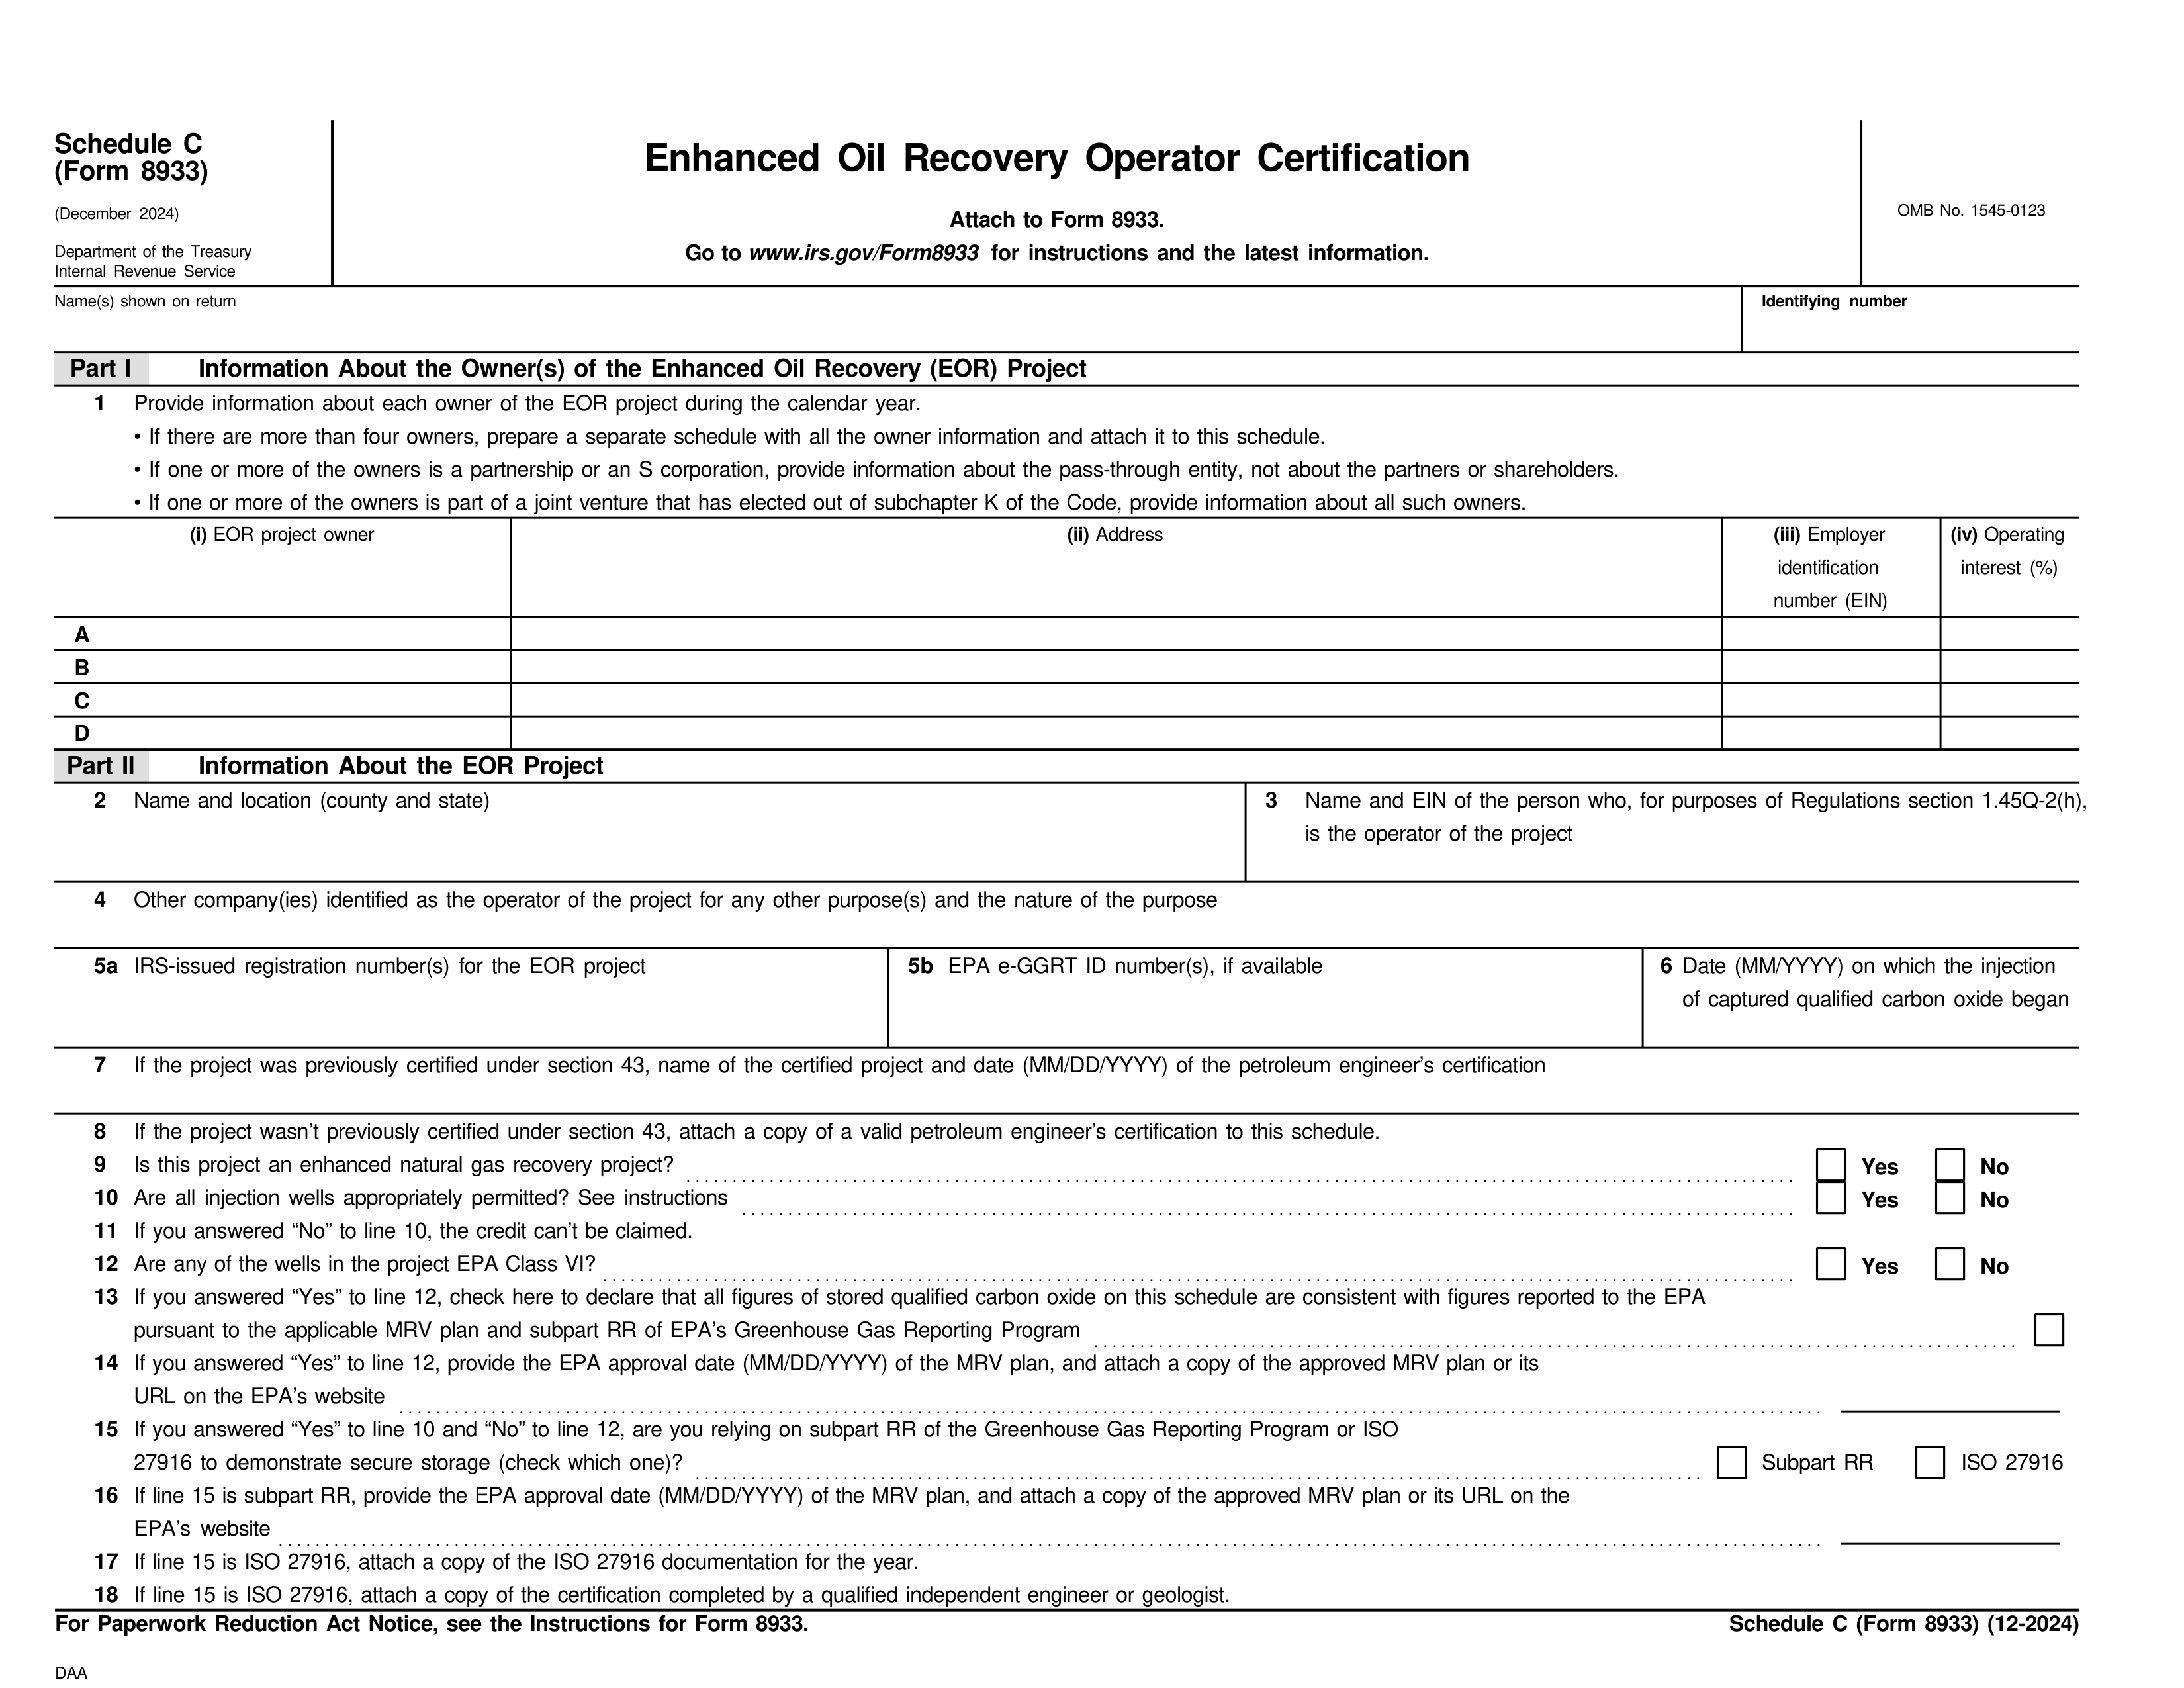 Schedule C
(Form 8933)
(December 2024)
Department of the Treasury
Internal Revenue Service
Enhanced Oil Recovery Operator Certification
Attach to Form 8933.
Go to www.irs.gov/Form8933 for instructions and the latest information.
OMB No. 1545-0123
Name(s) shown on return
Identifying number
Part I Information About the Owner(s) of the Enhanced Oil Recovery (EOR) Project
1 Provide information about each owner of the EOR project during the calendar year.
• If there are more than four owners, prepare a separate schedule with all the owner information and attach it to this schedule.
• If one or more of the owners is a partnership or an S corporation, provide information about the pass-through entity, not about the partners or shareholders.
• If one or more of the owners is part of a joint venture that has elected out of subchapter K of the Code, provide information about all such owners.
(i) EOR project owner
(ii) Address
(iii) Employer
identification
number (EIN)
(iv) Operating
interest (%)
A
B
C
D
Part II Information About the EOR Project
2 Name and location (county and state)
3 Name and EIN of the person who, for purposes of Regulations section 1.45Q-2(h),
is the operator of the project
4 Other company(ies) identified as the operator of the project for any other purpose(s) and the nature of the purpose
5a IRS-issued registration number(s) for the EOR project
5b EPA e-GGRT ID number(s), if available
6 Date (MM/YYYY) on which the injection
of captured qualified carbon oxide began
7 If the project was previously certified under section 43, name of the certified project and date (MM/DD/YYYY) of the petroleum engineer’s certification
8 If the project wasn’t previously certified under section 43, attach a copy of a valid petroleum engineer’s certification to this schedule.
9 Is this project an enhanced natural gas recovery project? Yes No
10 Are all injection wells appropriately permitted? See instructions Yes No
11 If you answered “No” to line 10, the credit can’t be claimed.
12 Are any of the wells in the project EPA Class VI? Yes No
13 If you answered “Yes” to line 12, check here to declare that all figures of stored qualified carbon oxide on this schedule are consistent with figures reported to the EPA
pursuant to the applicable MRV plan and subpart RR of EPA’s Greenhouse Gas Reporting Program
14 If you answered “Yes” to line 12, provide the EPA approval date (MM/DD/YYYY) of the MRV plan, and attach a copy of the approved MRV plan or its
URL on the EPA’s website
15 If you answered “Yes” to line 10 and “No” to line 12, are you relying on subpart RR of the Greenhouse Gas Reporting Program or ISO
27916 to demonstrate secure storage (check which one)? Subpart RR ISO 27916
16 If line 15 is subpart RR, provide the EPA approval date (MM/DD/YYYY) of the MRV plan, and attach a copy of the approved MRV plan or its URL on the
EPA’s website
17 If line 15 is ISO 27916, attach a copy of the ISO 27916 documentation for the year.
18 If line 15 is ISO 27916, attach a copy of the certification completed by a qualified independent engineer or geologist.
For Paperwork Reduction Act Notice, see the Instructions for Form 8933.
Schedule C (Form 8933) (12-2024)
DAA